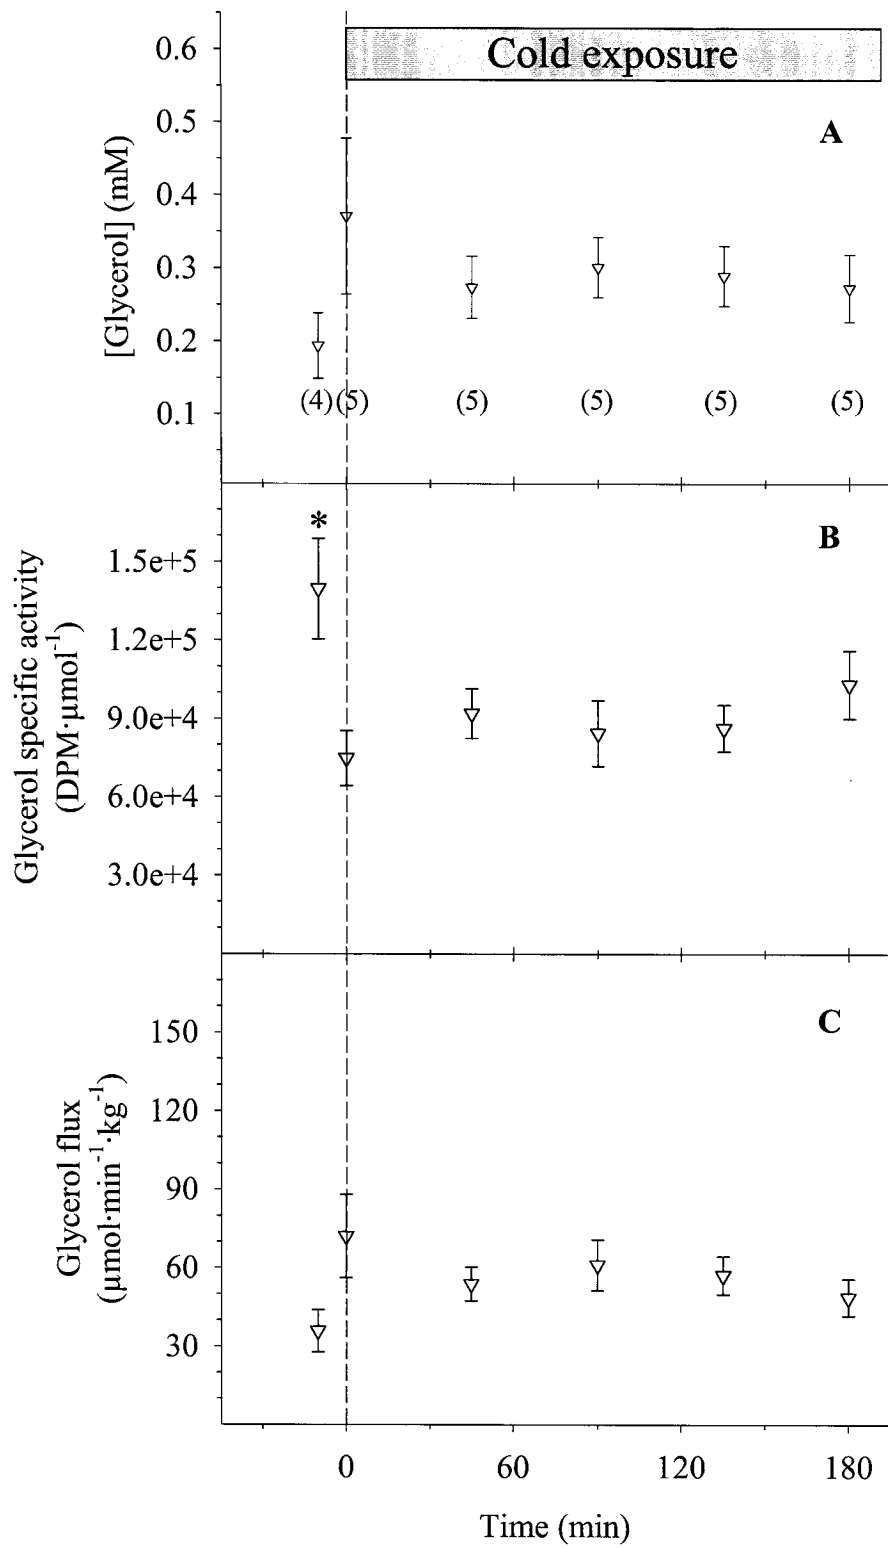 Cold exposure
0.6
0.5
A
0.4
0.3
0.2
0.1
[Glycerol] (mM)
(4) (5) (5) (5) (5) (5)
*
B
1.5e+5
1.2e+5
9.0e+4
6.0e+4
3.0e+4
Glycerol specific activity
(DPM·µmol⁻¹)
C
150
120
90
60
30
Glycerol flux
(µmol·min⁻¹·kg⁻¹)
0 60 120 180
Time (min)